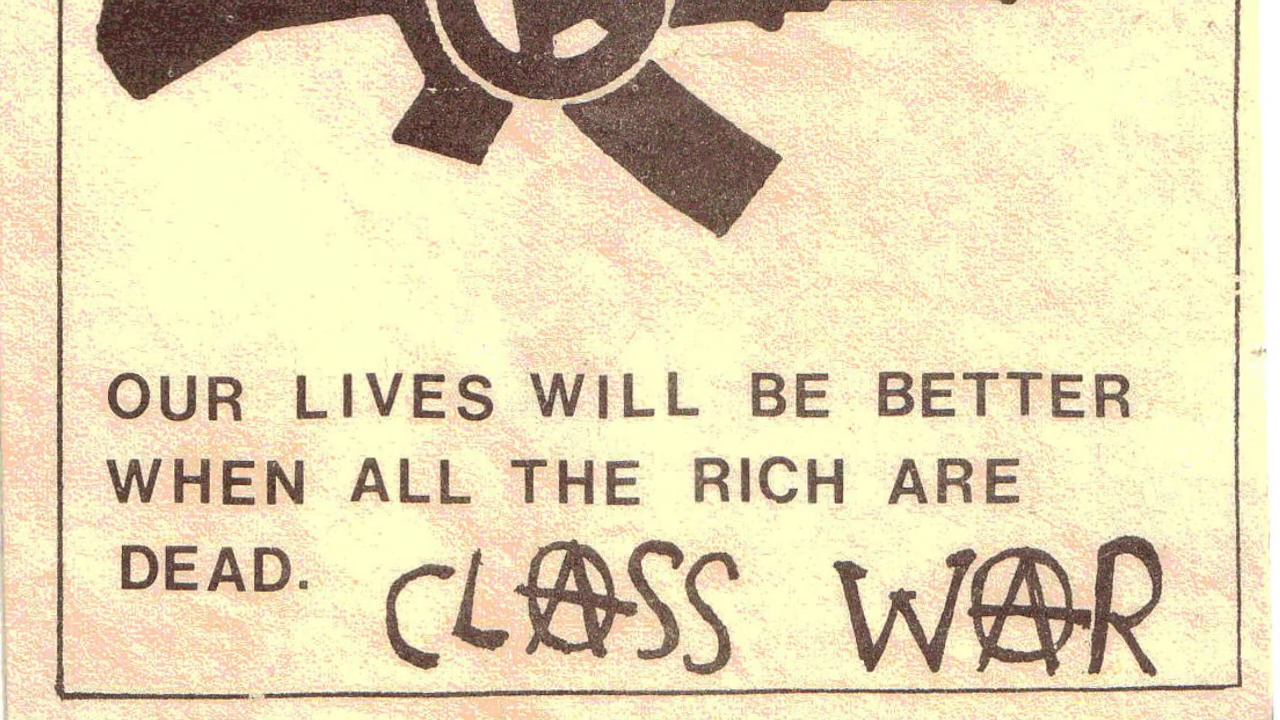 OUR LIVES WILL BE BETTER
WHEN ALL THE RICH ARE
DEAD. CLASS WAR